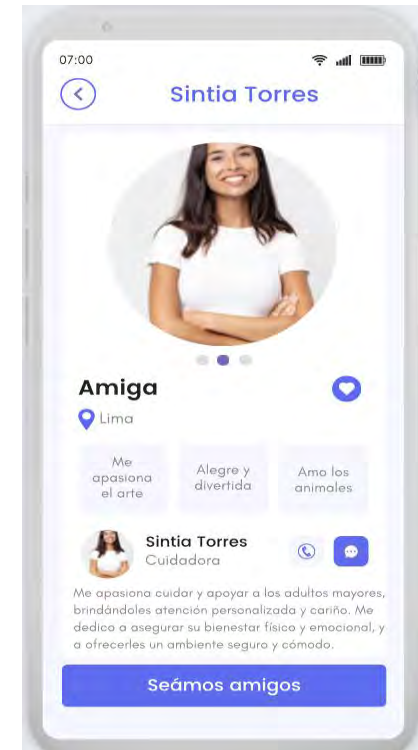 07:00
Sintia Torres
Amiga
Lima
Me
apasiona
el arte
Alegre y
divertida
Amo los
animales
Sintia Torres
Cuidadora
Me apasiona cuidar y apoyar a los adultos mayores,
brindándoles atención personalizada y cariño. Me
dedico a asegurar su bienestar físico y emocional, y
a ofrecerles un ambiente seguro y cómodo.
Seámos amigos